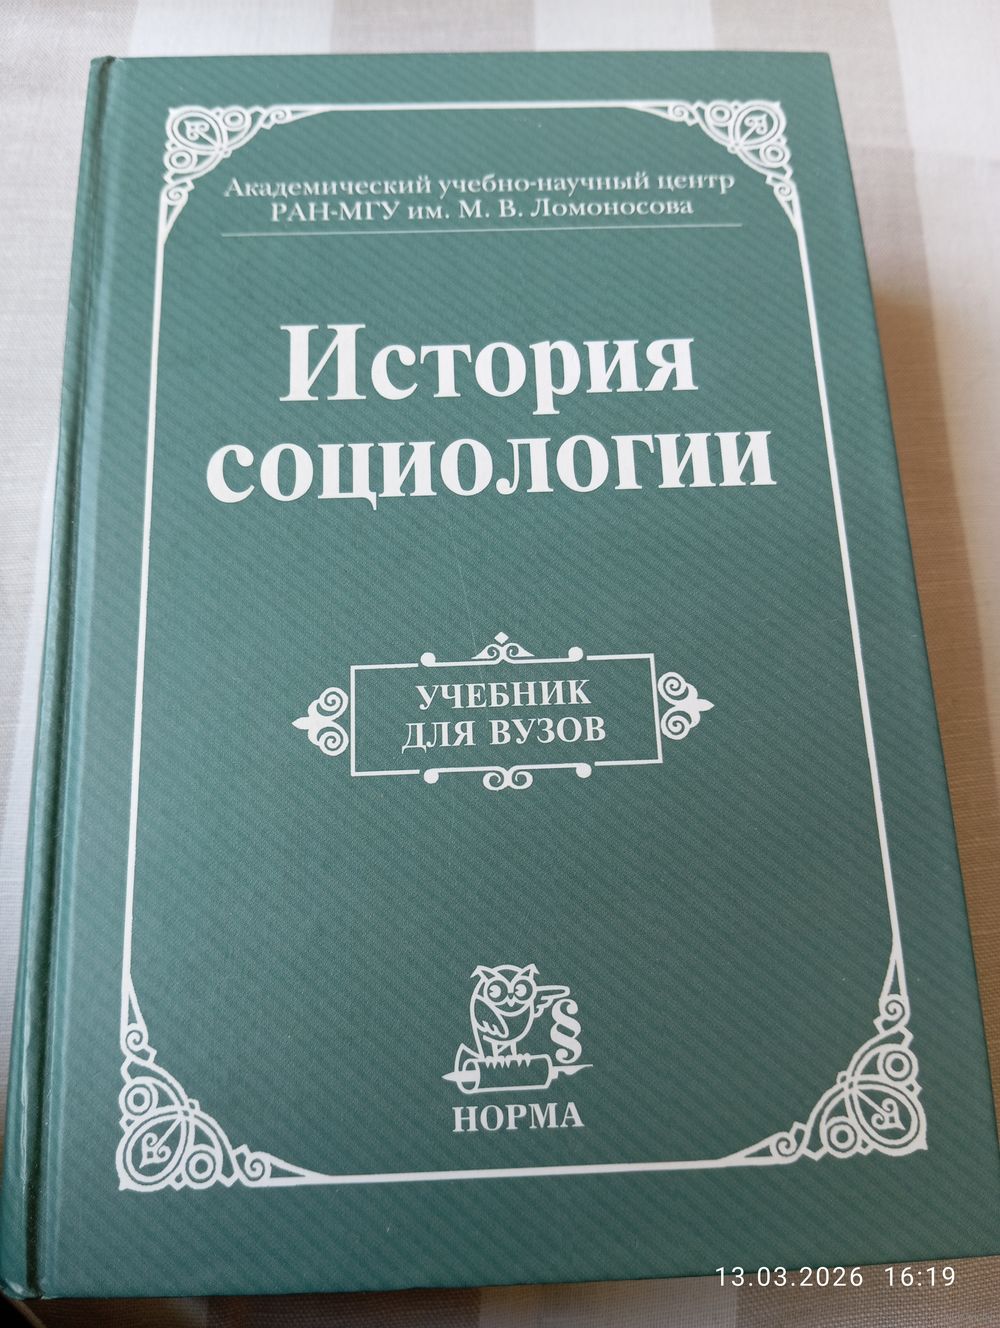 Академический учебно-научный центр
РАН-МГУ им. М. В. Ломоносова
История
социологии
УЧЕБНИК
ДЛЯ ВУЗОВ
§
НОРМА
13.03.2026 16:19